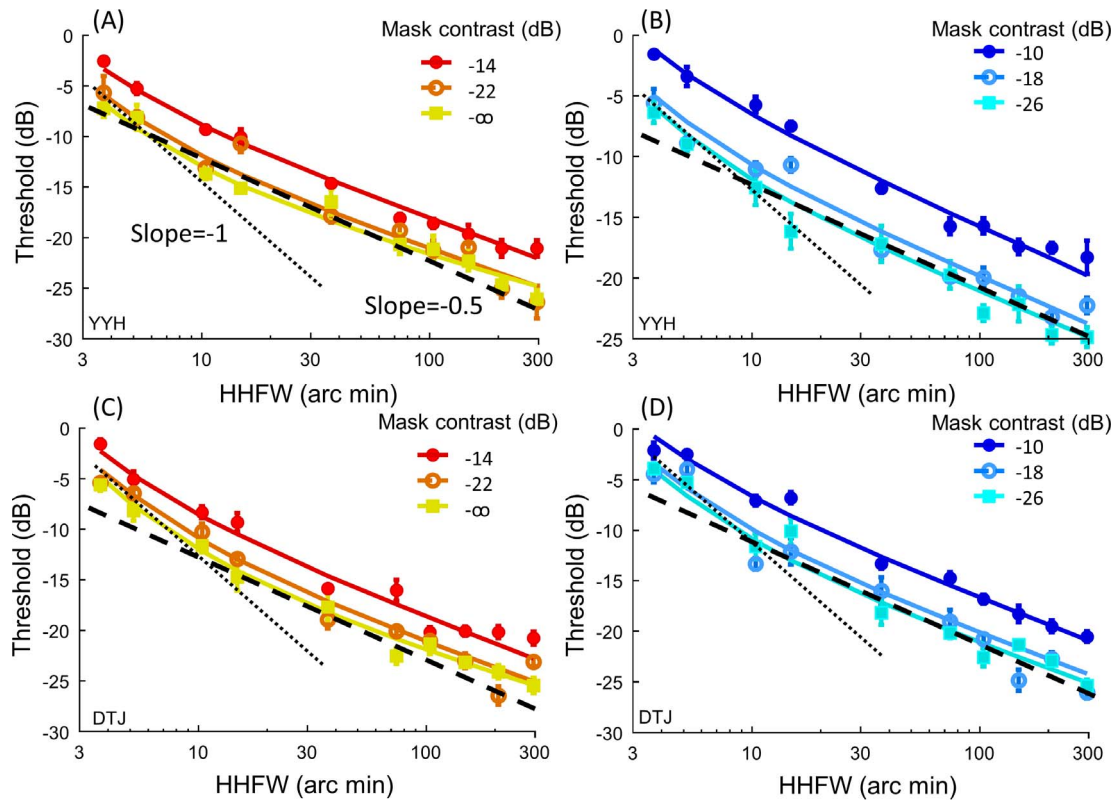 (A)
Mask contrast (dB)
-14
-22
-∞
0
-5
-10
-15
-20
-25
-30
Threshold (dB)
Slope=-1
Slope=-0.5
YYH
3
10
30
100
300
HHFW (arc min)
(B)
Mask contrast (dB)
-10
-18
-26
0
-5
-10
-15
-20
-25
Threshold (dB)
YYH
3
10
30
100
300
HHFW (arc min)
(C)
Mask contrast (dB)
-14
-22
-∞
0
-5
-10
-15
-20
-25
-30
Threshold (dB)
DTJ
3
10
30
100
300
HHFW (arc min)
(D)
Mask contrast (dB)
-10
-18
-26
0
-5
-10
-15
-20
-25
-30
Threshold (dB)
DTJ
3
10
30
100
300
HHFW (arc min)